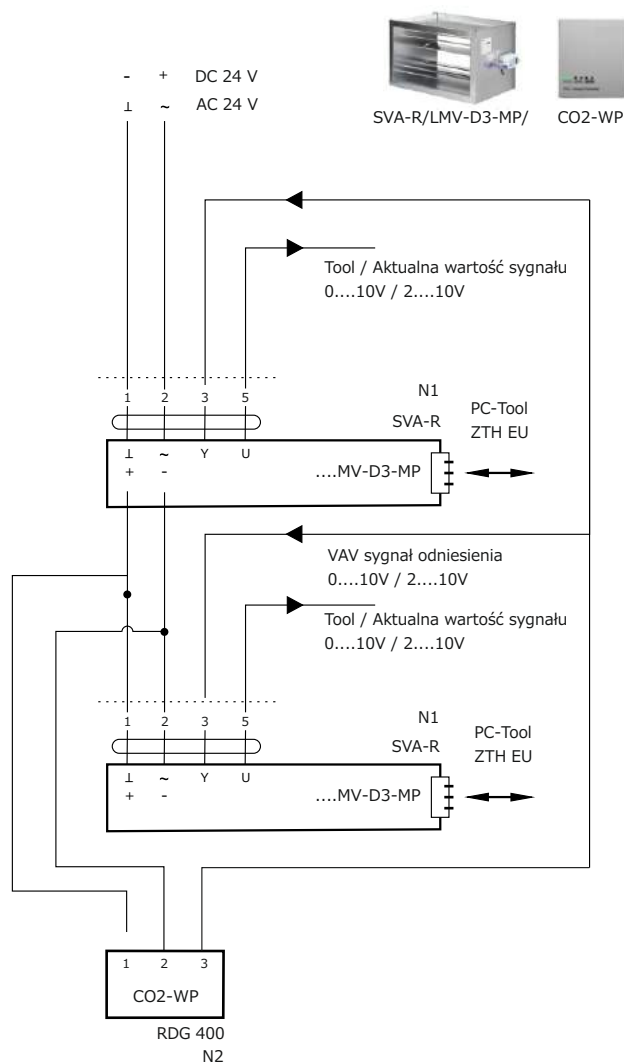 - + DC 24 V
⊥ ~ AC 24 V
SVA-R/LMV-D3-MP/ CO2-WP
Tool / Aktualna wartość sygnału
0....10V / 2....10V
1 2 3 5
N1
SVA-R
PC-Tool
ZTH EU
⊥ ~ Y U
+ -
....MV-D3-MP
VAV sygnał odniesienia
0....10V / 2....10V
Tool / Aktualna wartość sygnału
0....10V / 2....10V
1 2 3 5
N1
SVA-R
PC-Tool
ZTH EU
⊥ ~ Y U
+ -
....MV-D3-MP
1 2 3
CO2-WP
RDG 400
N2